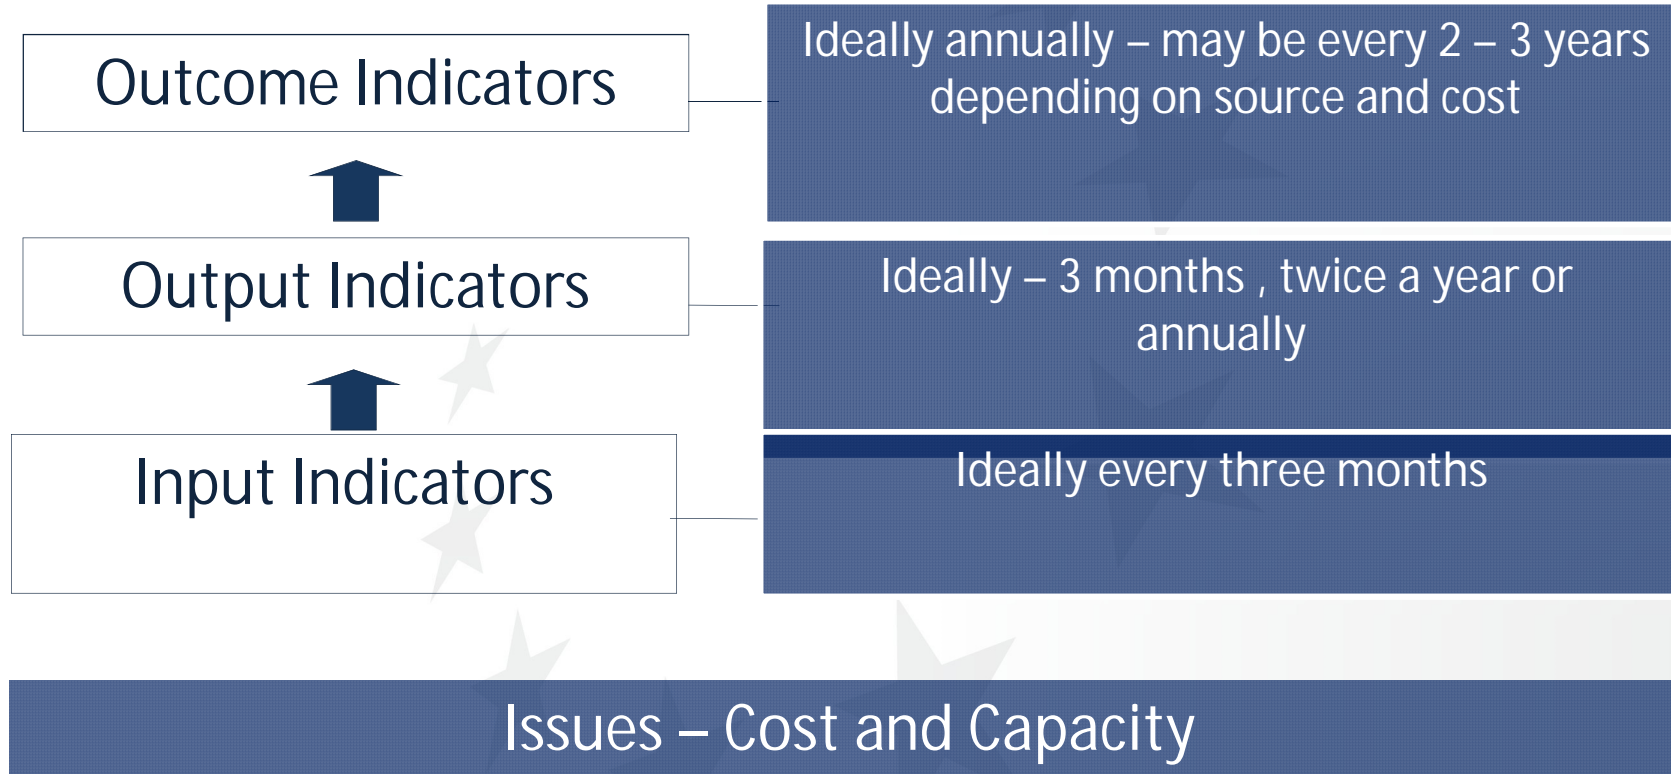 Outcome Indicators
Ideally annually – may be every 2 – 3 years
depending on source and cost
Output Indicators
Ideally – 3 months , twice a year or
annually
Input Indicators
Ideally every three months
Issues – Cost and Capacity